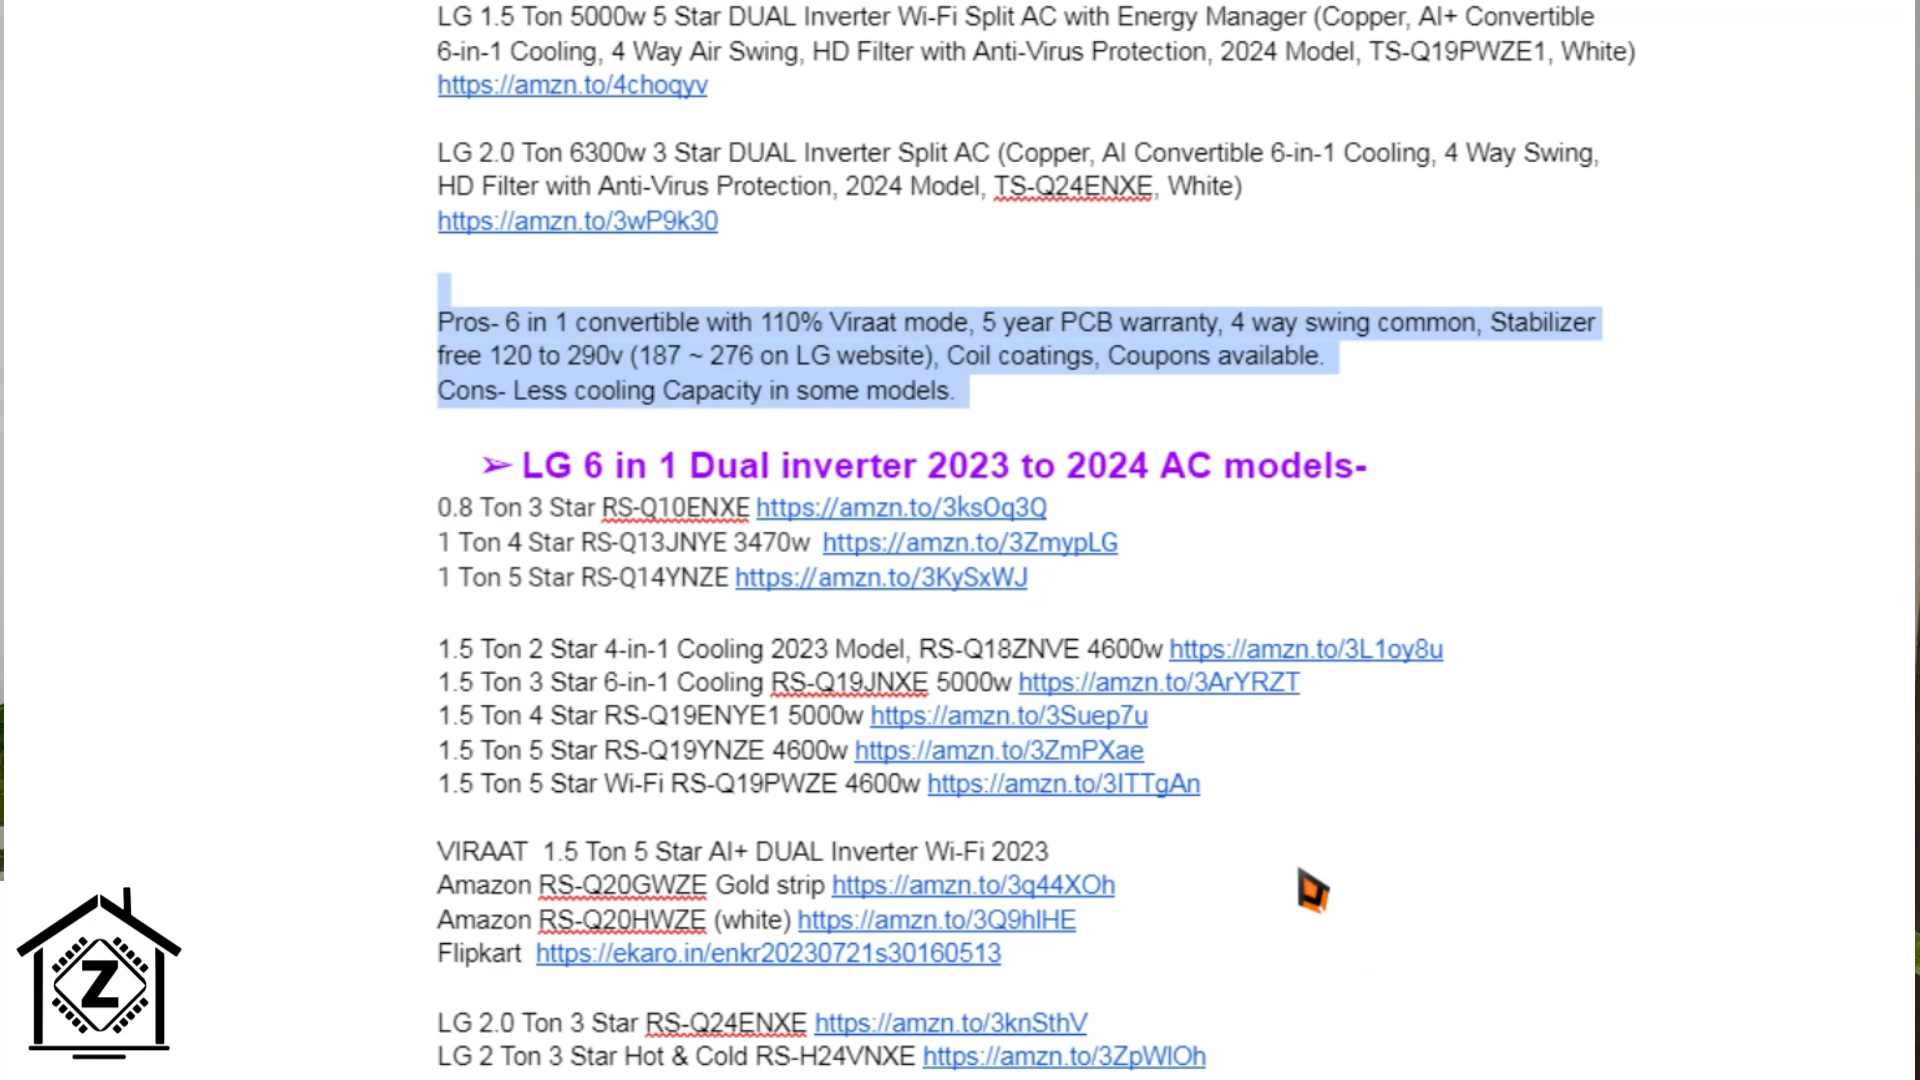 LG 1.5 Ton 5000w 5 Star DUAL Inverter Wi-Fi Split AC with Energy Manager (Copper, AI+ Convertible
6-in-1 Cooling, 4 Way Air Swing, HD Filter with Anti-Virus Protection, 2024 Model, TS-Q19PWZE1, White)
https://amzn.to/4choqyv
LG 2.0 Ton 6300w 3 Star DUAL Inverter Split AC (Copper, AI Convertible 6-in-1 Cooling, 4 Way Swing,
HD Filter with Anti-Virus Protection, 2024 Model, TS-Q24ENXE, White)
https://amzn.to/3wP9k30
Pros- 6 in 1 convertible with 110% Viraat mode, 5 year PCB warranty, 4 way swing common, Stabilizer
free 120 to 290v (187 ~ 276 on LG website), Coil coatings, Coupons available.
Cons- Less cooling Capacity in some models.
➢ LG 6 in 1 Dual inverter 2023 to 2024 AC models-
0.8 Ton 3 Star RS-Q10ENXE https://amzn.to/3ksOq3Q
1 Ton 4 Star RS-Q13JNYE 3470w https://amzn.to/3ZmypLG
1 Ton 5 Star RS-Q14YNZE https://amzn.to/3KySxWJ
1.5 Ton 2 Star 4-in-1 Cooling 2023 Model, RS-Q18ZNVE 4600w https://amzn.to/3L1oy8u
1.5 Ton 3 Star 6-in-1 Cooling RS-Q19JNXE 5000w https://amzn.to/3ArYRZT
1.5 Ton 4 Star RS-Q19ENYE1 5000w https://amzn.to/3Suep7u
1.5 Ton 5 Star RS-Q19YNZE 4600w https://amzn.to/3ZmPXae
1.5 Ton 5 Star Wi-Fi RS-Q19PWZE 4600w https://amzn.to/3ITTgAn
VIRAAT 1.5 Ton 5 Star AI+ DUAL Inverter Wi-Fi 2023
Amazon RS-Q20GWZE Gold strip https://amzn.to/3q44XOh
Amazon RS-Q20HWZE (white) https://amzn.to/3Q9hIHE
Flipkart https://ekaro.in/enkr20230721s30160513
LG 2.0 Ton 3 Star RS-Q24ENXE https://amzn.to/3knSthV
LG 2 Ton 3 Star Hot & Cold RS-H24VNXE https://amzn.to/3ZpWIOh
Z